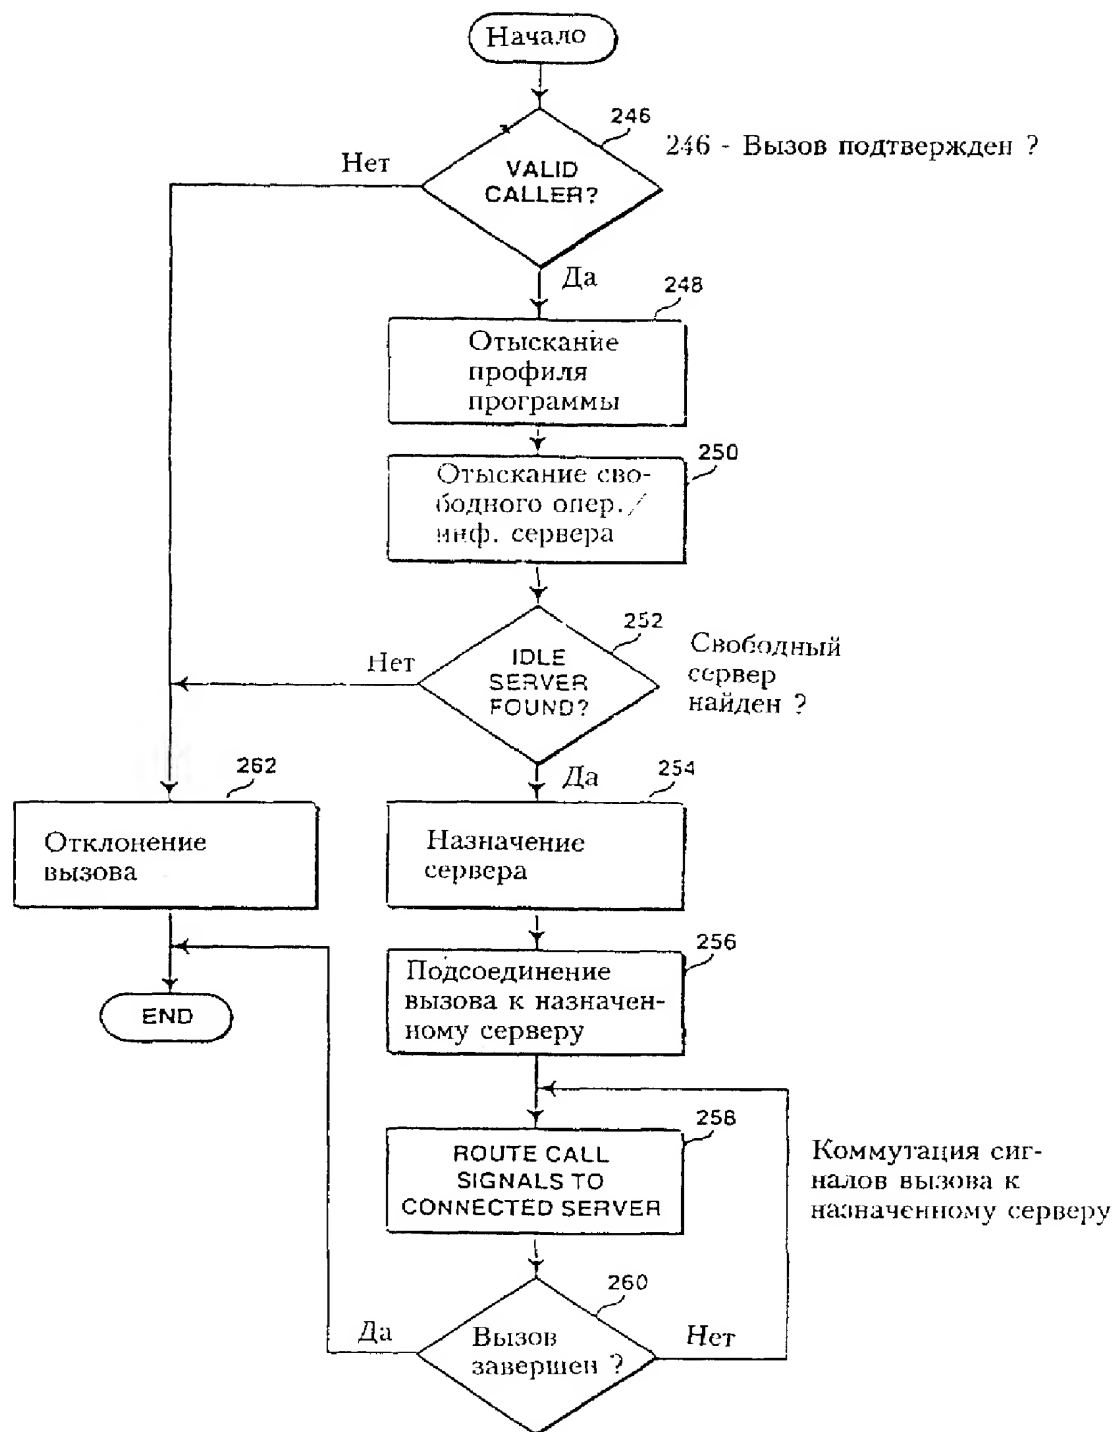 Начало
246
246 - Вызов подтвержден ?
Нет
VALID
CALLER?
Да
248
Отыскание
профиля
программы
250
Отыскание сво-
бодного опер./
инф. сервера
252
Нет
IDLE
SERVER
FOUND?
Свободный
сервер
найден ?
Да
262
254
Отклонение
вызова
Назначение
сервера
256
Подсоединение
вызова к назначен-
ному серверу
END
258
ROUTE CALL
SIGNALS TO
CONNECTED SERVER
Коммутация сиг-
налов вызова к
назначенному серверу
260
Да
Вызов
завершен ?
Нет